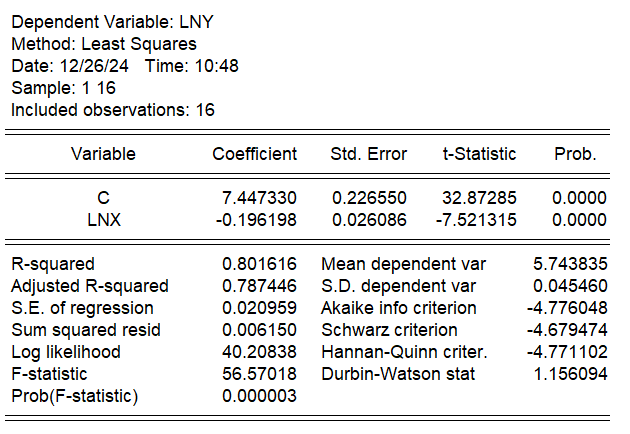 Dependent Variable: LNY
Method: Least Squares
Date: 12/26/24 Time: 10:48
Sample: 1 16
Included observations: 16
Variable Coefficient Std. Error t-Statistic Prob.
C 7.447330 0.226550 32.87285 0.0000
LNX -0.196198 0.026086 -7.521315 0.0000
R-squared 0.801616 Mean dependent var 5.743835
Adjusted R-squared 0.787446 S.D. dependent var 0.045460
S.E. of regression 0.020959 Akaike info criterion -4.776048
Sum squared resid 0.006150 Schwarz criterion -4.679474
Log likelihood 40.20838 Hannan-Quinn criter. -4.771102
F-statistic 56.57018 Durbin-Watson stat 1.156094
Prob(F-statistic) 0.000003